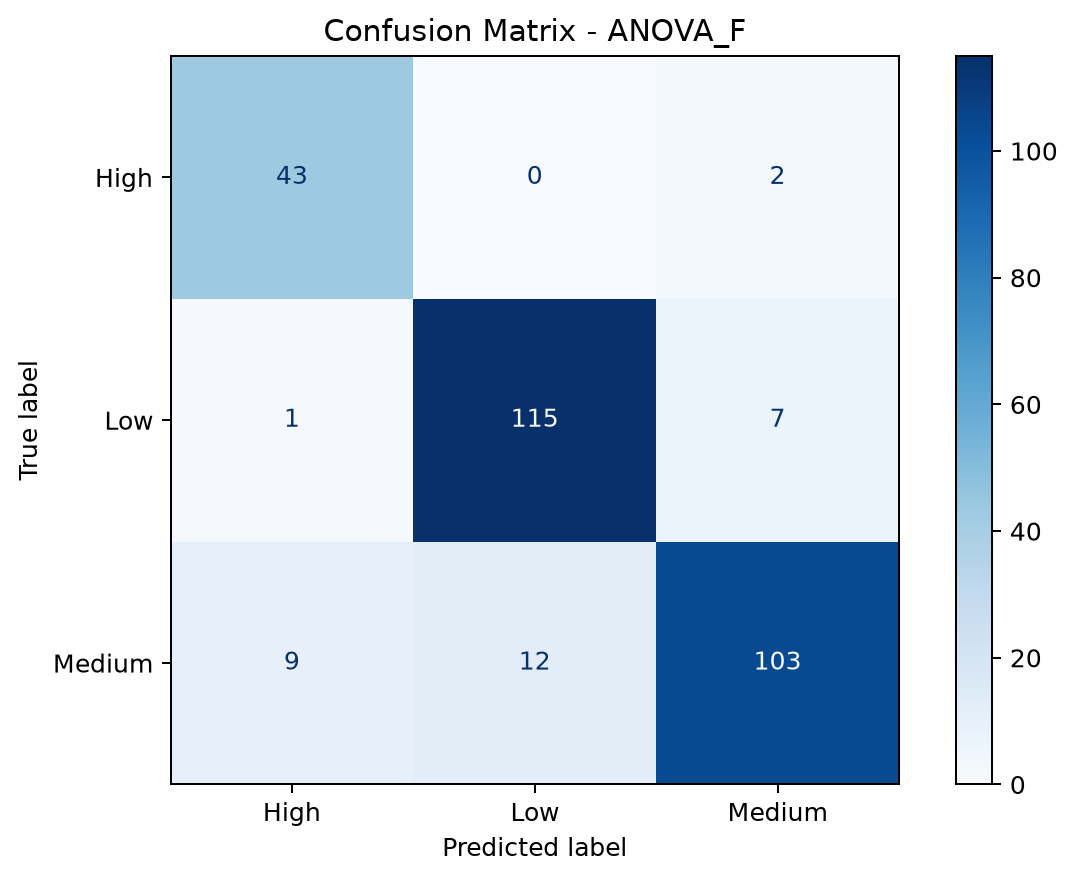 Confusion Matrix - ANOVA_F
True label
High 43 0 2
Low 1 115 7
Medium 9 12 103
High Low Medium
Predicted label
100
80
60
40
20
0